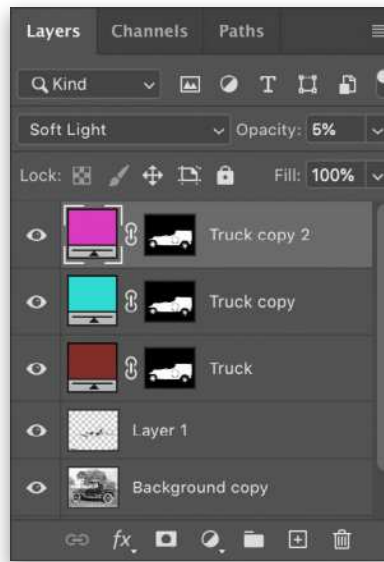 Layers Channels Paths
Kind T
Soft Light Opacity: 5%
Lock: Fill: 100%
Truck copy 2
Truck copy
Truck
Layer 1
Background copy
fx